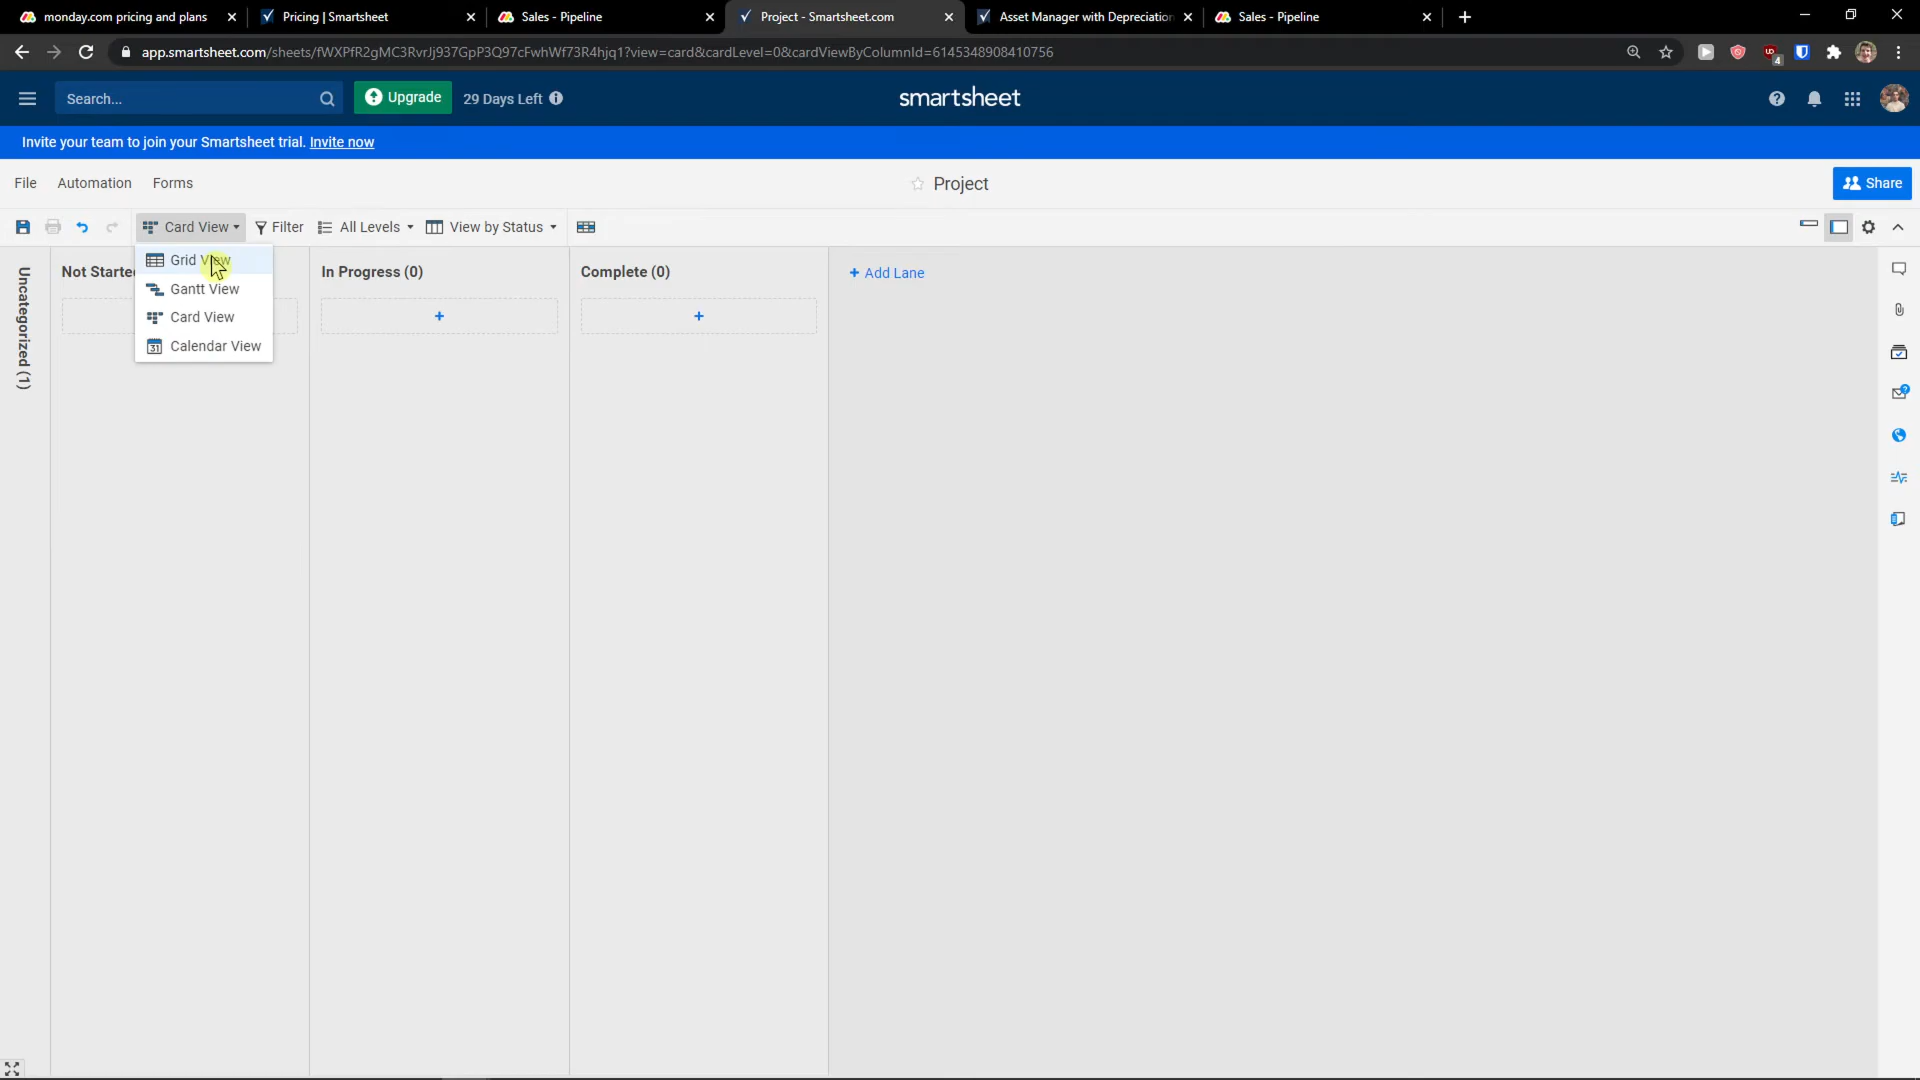 monday.com pricing and plans
Pricing | Smartsheet
Sales - Pipeline
Project - Smartsheet.com
Asset Manager with Depreciation
Sales - Pipeline
app.smartsheet.com/sheets/fWXPfR2gMC3RvrJj937GpP3Q97cFwhWf73R4hjq1?view=card&cardLevel=0&cardViewByColumnId=6145348908410756
4
Search...
Upgrade
29 Days Left
smartsheet
Invite your team to join your Smartsheet trial. Invite now
File
Automation
Forms
Project
Share
Card View
Filter
All Levels
View by Status
Grid View
Gantt View
Card View
31
Calendar View
Uncategorized (1)
In Progress (0)
Complete (0)
+ Add Lane